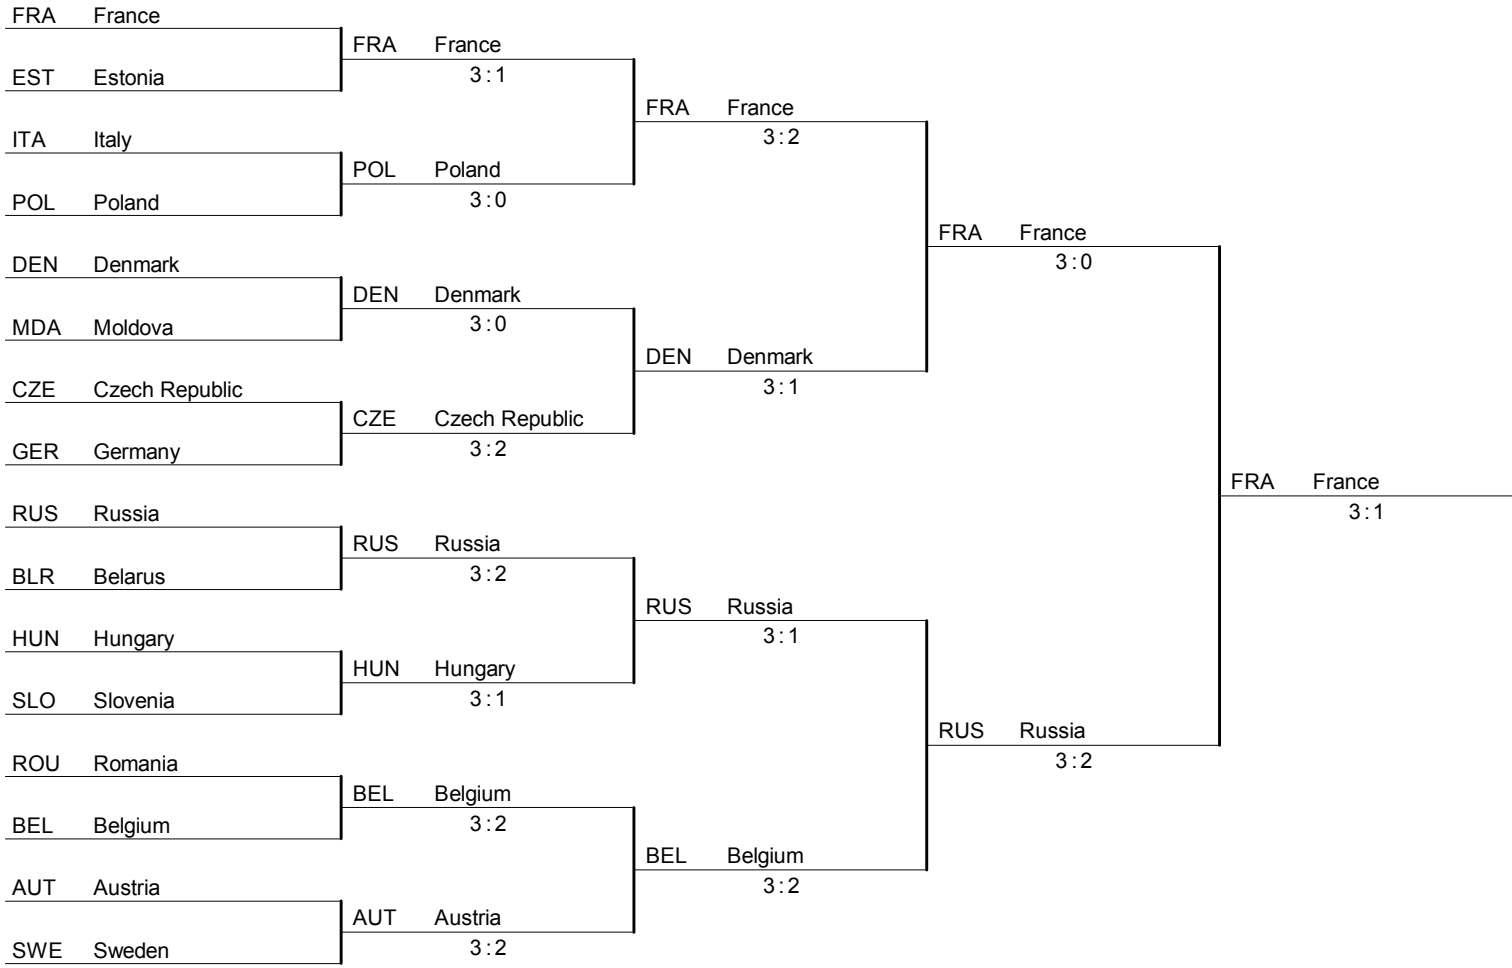 FRA France
FRA France
3 : 1
EST Estonia
FRA France
3 : 2
ITA Italy
POL Poland
3 : 0
POL Poland
FRA France
3 : 0
DEN Denmark
DEN Denmark
3 : 0
MDA Moldova
DEN Denmark
3 : 1
CZE Czech Republic
CZE Czech Republic
3 : 2
GER Germany
FRA France
3 : 1
RUS Russia
RUS Russia
3 : 2
BLR Belarus
RUS Russia
3 : 1
HUN Hungary
HUN Hungary
3 : 1
SLO Slovenia
RUS Russia
3 : 2
ROU Romania
BEL Belgium
3 : 2
BEL Belgium
BEL Belgium
3 : 2
AUT Austria
AUT Austria
3 : 2
SWE Sweden